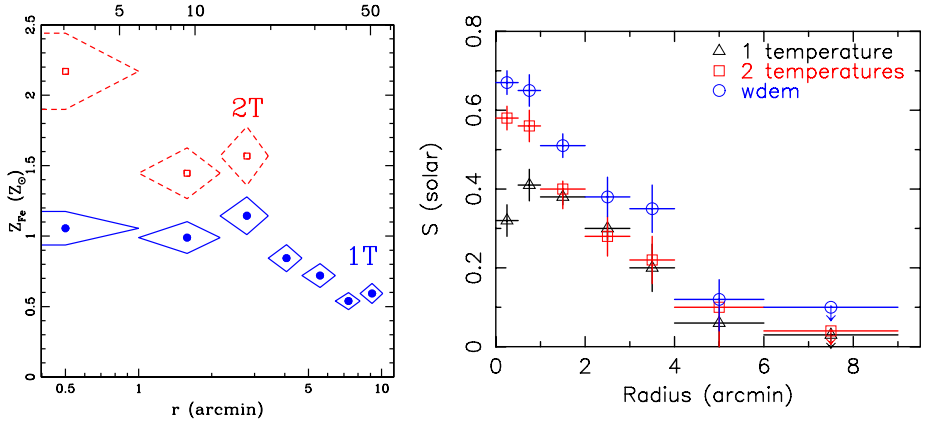 5 10 50
2.5
2
1.5
1
0.5
0
Z_Fe (Z_⊙)
2T
1T
0.5 1 5 10
r (arcmin)
0.8
0.6
0.4
0.2
0
S (solar)
1 temperature
2 temperatures
wdem
0 2 4 6 8
Radius (arcmin)